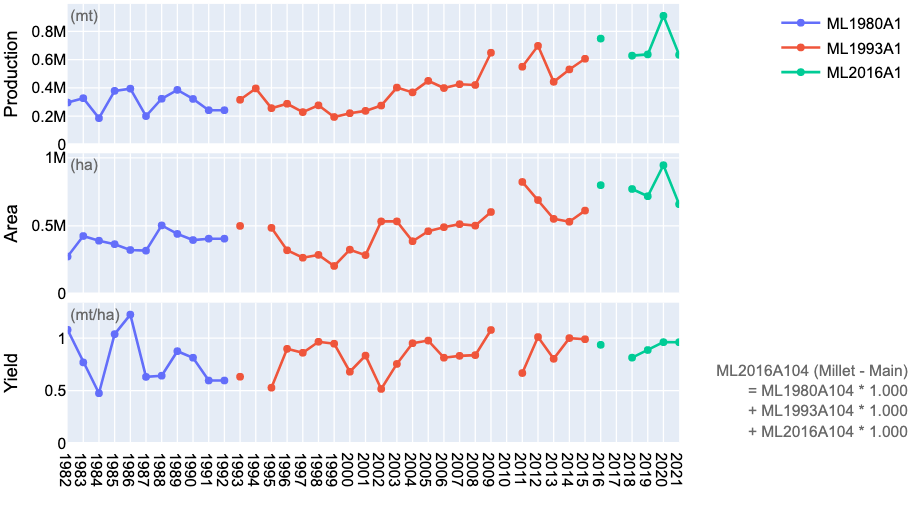 (mt)
Production
0.8M
0.6M
0.4M
0.2M
0
ML1980A1
ML1993A1
ML2016A1
(ha)
Area
1M
0.5M
0
(mt/ha)
Yield
1
0.5
0
1982 1983 1984 1985 1986 1987 1988 1989 1990 1991 1992 1993 1994 1995 1996 1997 1998 1999 2000 2001 2002 2003 2004 2005 2006 2007 2008 2009 2010 2011 2012 2013 2014 2015 2016 2017 2018 2019 2020 2021
ML2016A104 (Millet - Main)
= ML1980A104 * 1.000
+ ML1993A104 * 1.000
+ ML2016A104 * 1.000